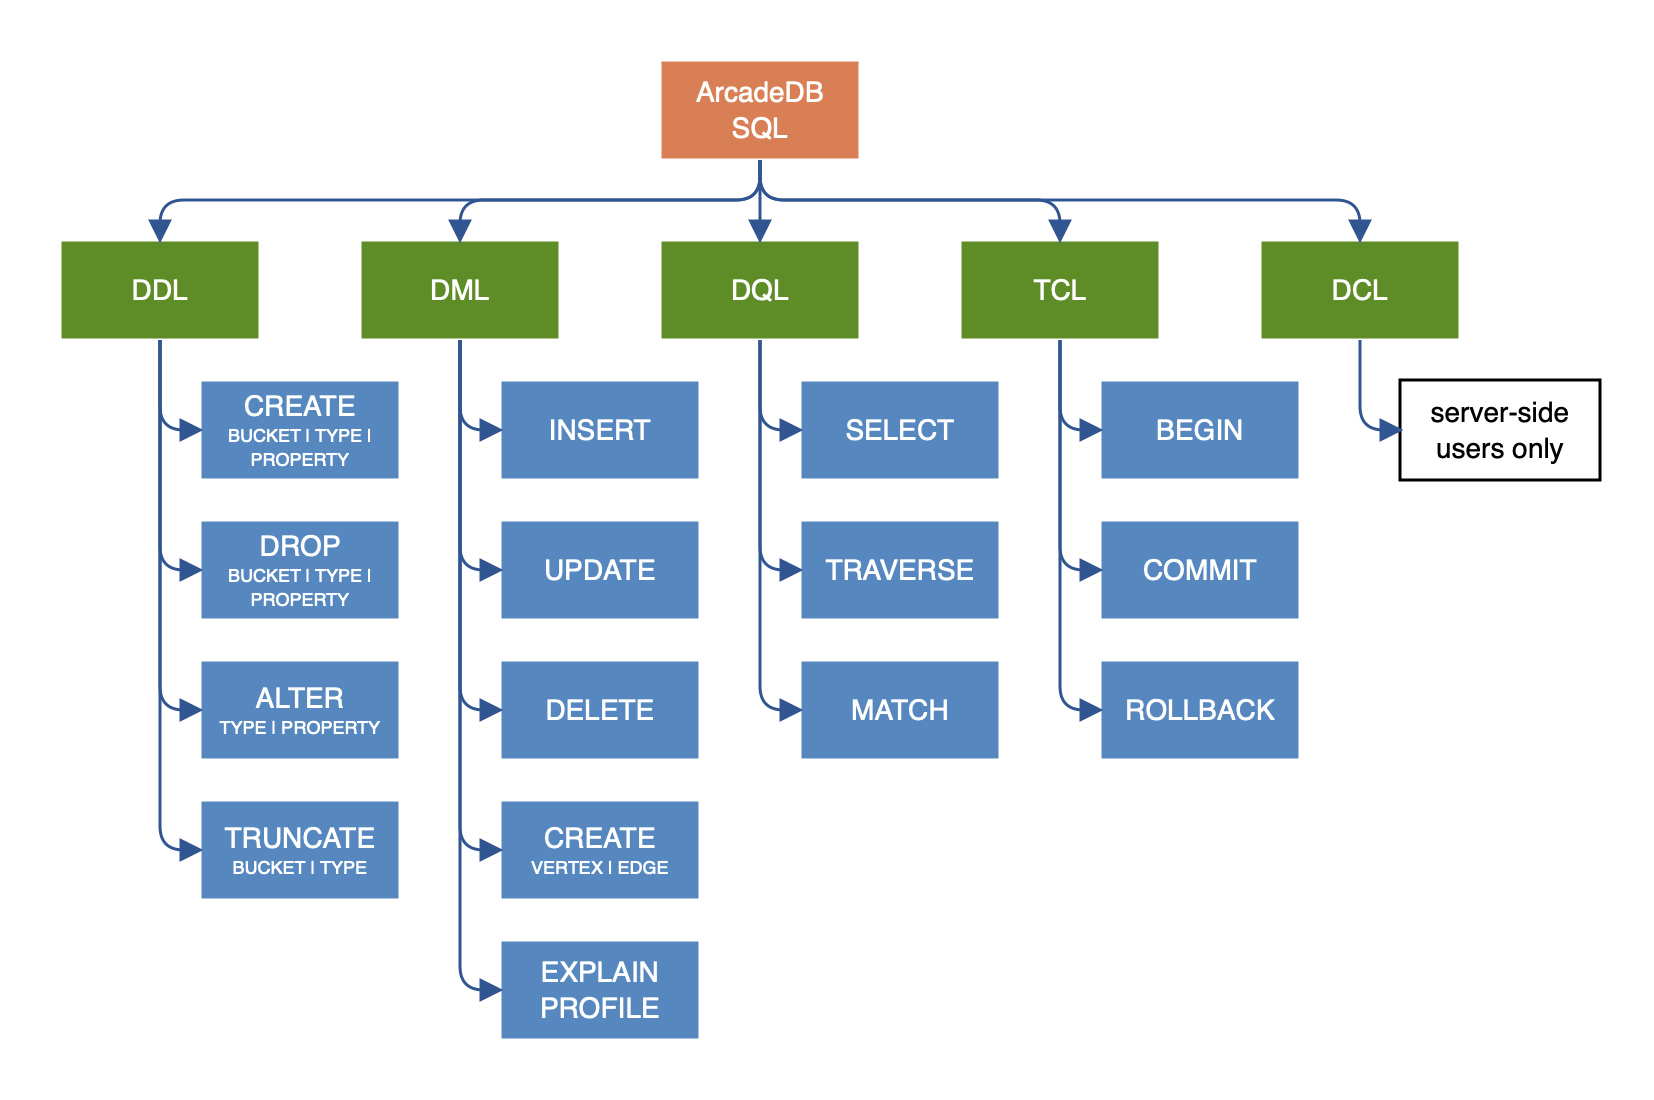 ArcadeDB
SQL
DDL
DML
DQL
TCL
DCL
CREATE
BUCKET | TYPE |
PROPERTY
DROP
BUCKET | TYPE |
PROPERTY
ALTER
TYPE | PROPERTY
TRUNCATE
BUCKET | TYPE
INSERT
UPDATE
DELETE
CREATE
VERTEX | EDGE
EXPLAIN
PROFILE
SELECT
TRAVERSE
MATCH
BEGIN
COMMIT
ROLLBACK
server-side
users only